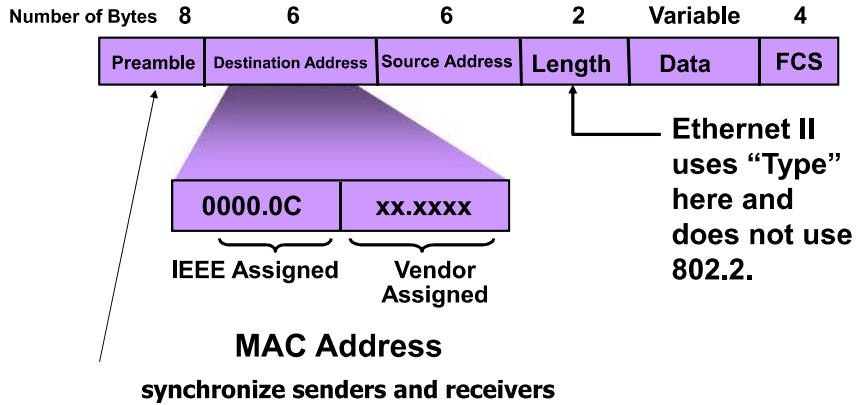 Number of Bytes 8 6 6 2 Variable 4
Preamble Destination Address Source Address Length Data FCS
Ethernet II
uses “Type”
here and
does not use
802.2.
0000.0C xx.xxxx
IEEE Assigned Vendor
Assigned
MAC Address
synchronize senders and receivers